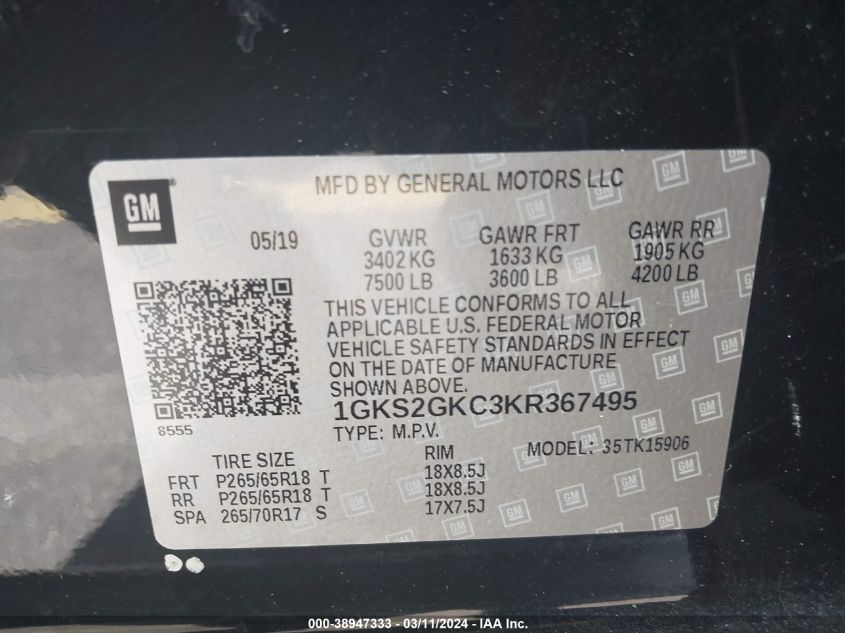 MFD BY GENERAL MOTORS LLC
GM
05/19 GVWR GAWR FRT GAWR RR
3402 KG 1633 KG 1905 KG
7500 LB 3600 LB 4200 LB
THIS VEHICLE CONFORMS TO ALL
APPLICABLE U.S. FEDERAL MOTOR
VEHICLE SAFETY STANDARDS IN EFFECT
ON THE DATE OF MANUFACTURE
SHOWN ABOVE.
1GKS2GKC3KR367495
8555
TYPE: M.P.V. MODEL: 35TK15906
TIRE SIZE RIM
FRT P265/65R18 T 18X8.5J
RR P265/65R18 T 18X8.5J
SPA 265/70R17 S 17X7.5J
000-38947333 - 03/11/2024 - IAA Inc.